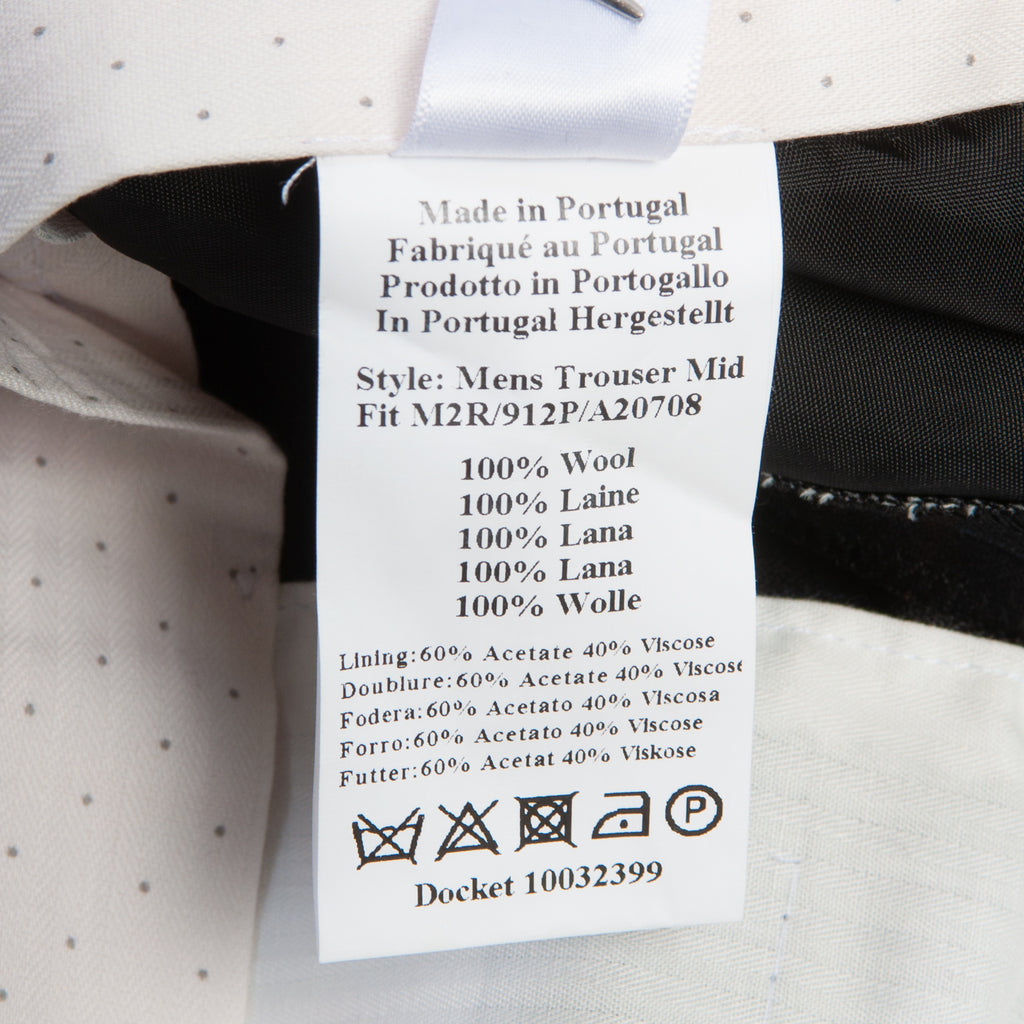 Made in Portugal
Fabriqué au Portugal
Prodotto in Portogallo
In Portugal Hergestellt
Style: Mens Trouser Mid
Fit M2R/912P/A20708
100% Wool
100% Laine
100% Lana
100% Lana
100% Wolle
Lining:60% Acetate 40% Viscose
Doublure:60% Acetate 40% Viscose
Fodera:60% Acetato 40% Viscosa
Forro:60% Acetato 40% Viscose
Futter:60% Acetat 40% Viskose
P
Docket 10032399